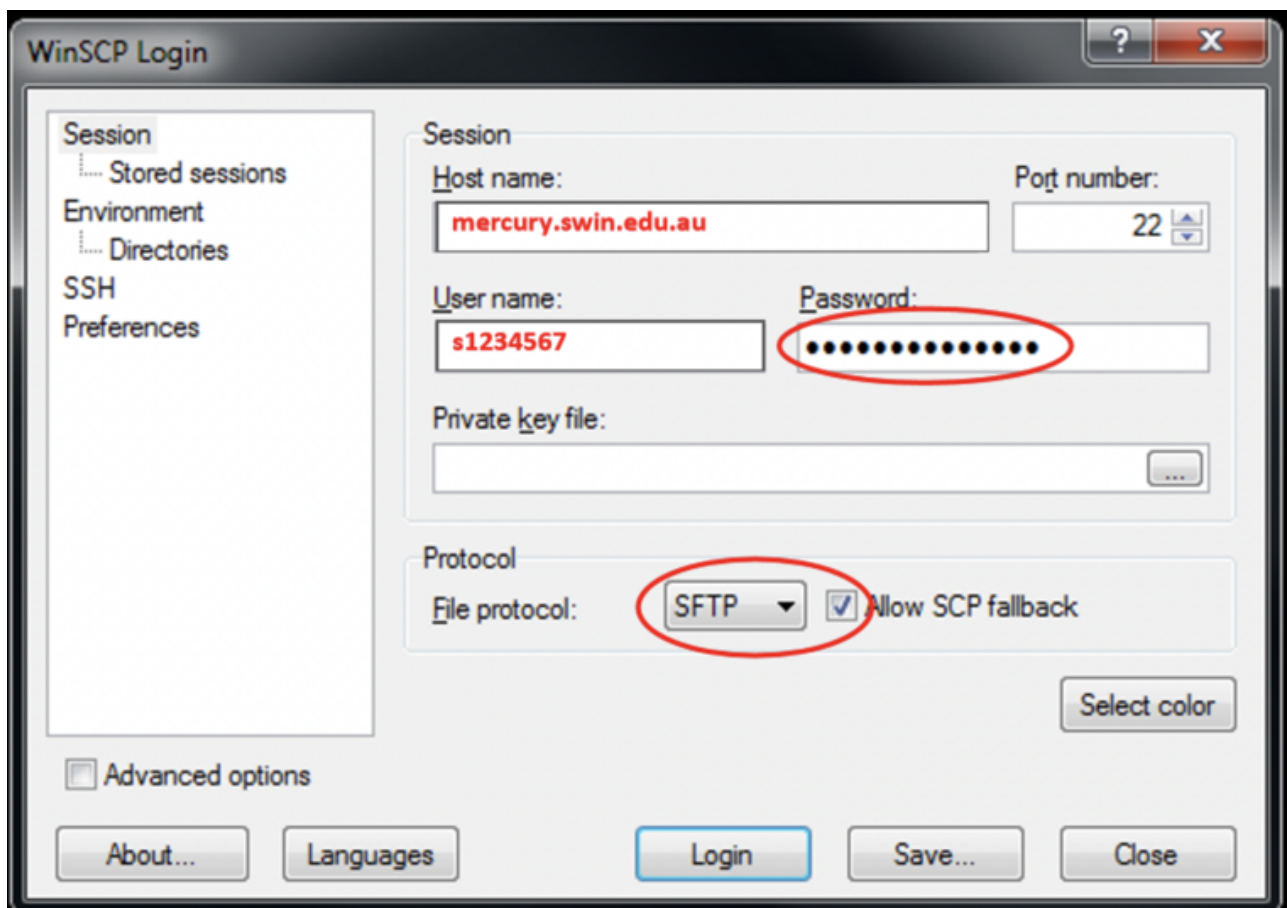 WinSCP Login
?
X
Session
Stored sessions
Environment
Directories
SSH
Preferences
Session
Host name:
Port number:
mercury.swin.edu.au
22
User name:
Password:
s1234567
●●●●●●●●●●●●●●
Private key file:
...
Protocol
File protocol:
SFTP
Allow SCP fallback
Select color
Advanced options
About...
Languages
Login
Save...
Close